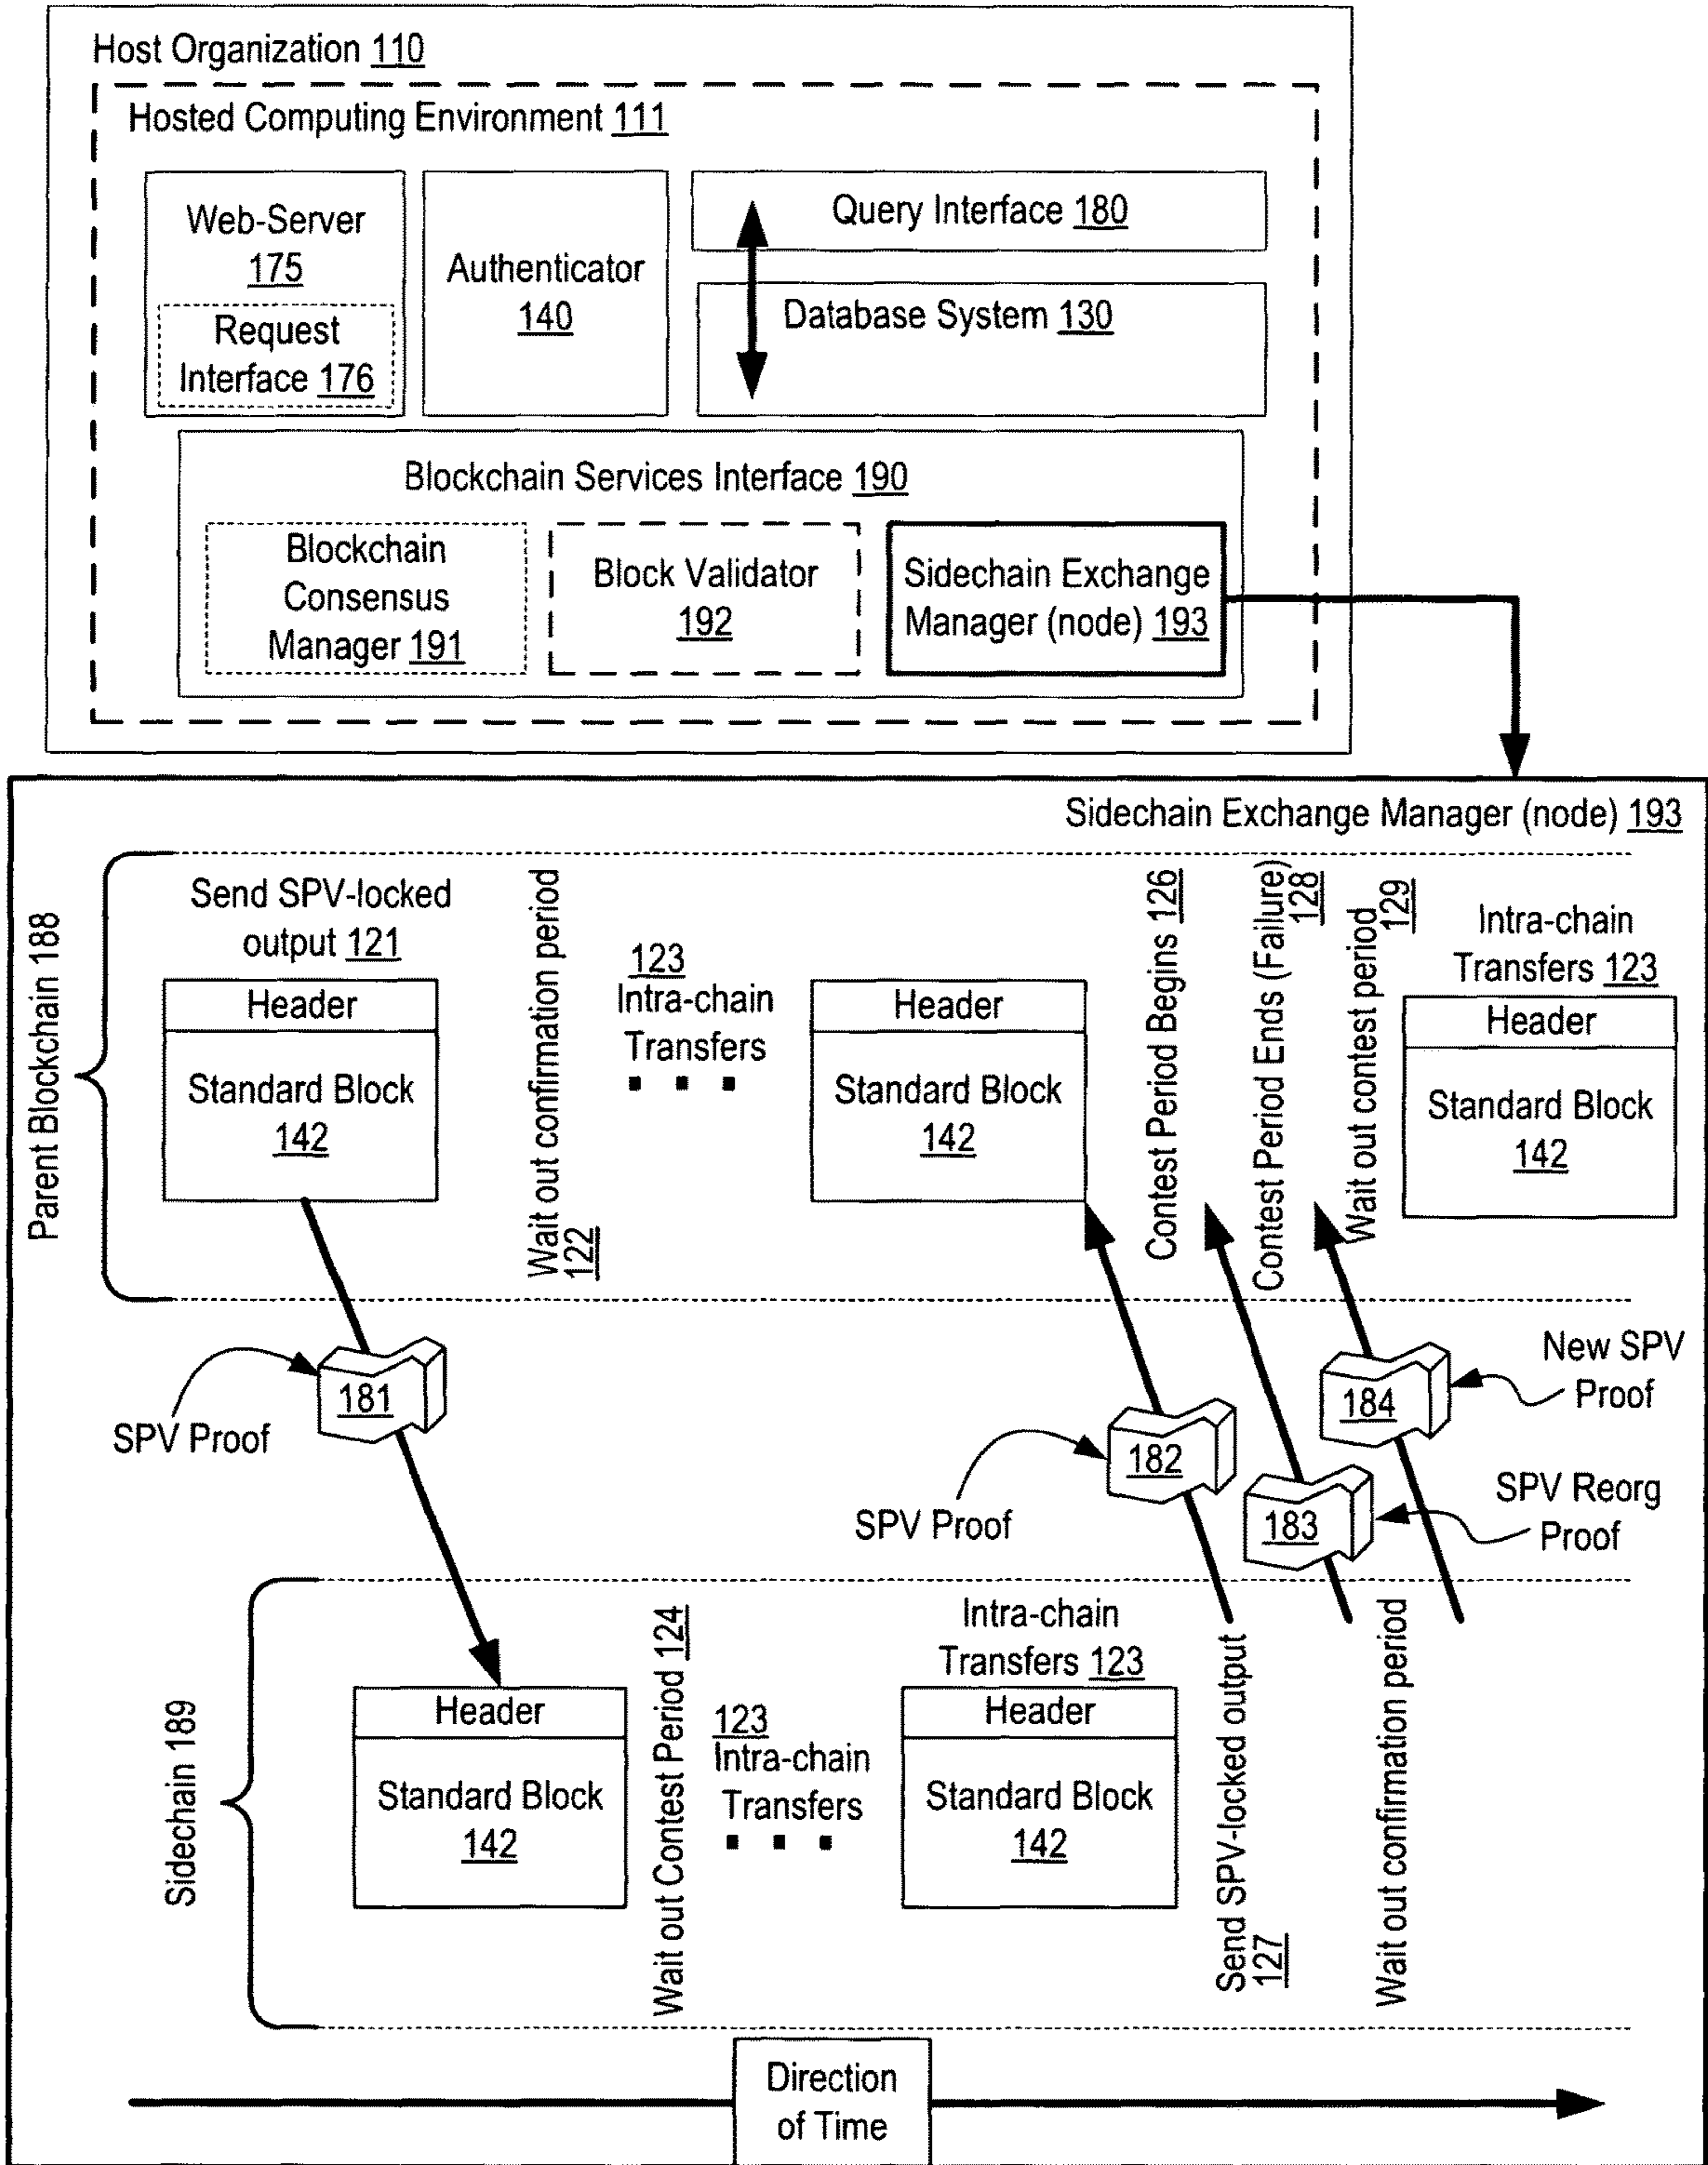 Host Organization 110
Hosted Computing Environment 111
Web-Server
175
Request
Interface 176
Authenticator
140
Query Interface 180
Database System 130
Blockchain Services Interface 190
Blockchain
Consensus
Manager 191
Block Validator
192
Sidechain Exchange
Manager (node) 193
Sidechain Exchange Manager (node) 193
Parent Blockchain 188
Send SPV-locked
output 121
Header
Standard Block
142
Wait out confirmation period
122
123
Intra-chain
Transfers
Header
Standard Block
142
Contest Period Begins 126
Contest Period Ends (Failure)
128
Wait out contest period
129
Intra-chain
Transfers 123
Header
Standard Block
142
SPV Proof
181
SPV Proof
182
183
SPV Reorg
Proof
184
New SPV
Proof
Sidechain 189
Header
Standard Block
142
Wait out Contest Period 124
123
Intra-chain
Transfers
Intra-chain
Transfers 123
Header
Standard Block
142
Send SPV-locked output
127
Wait out confirmation period
Direction
of Time